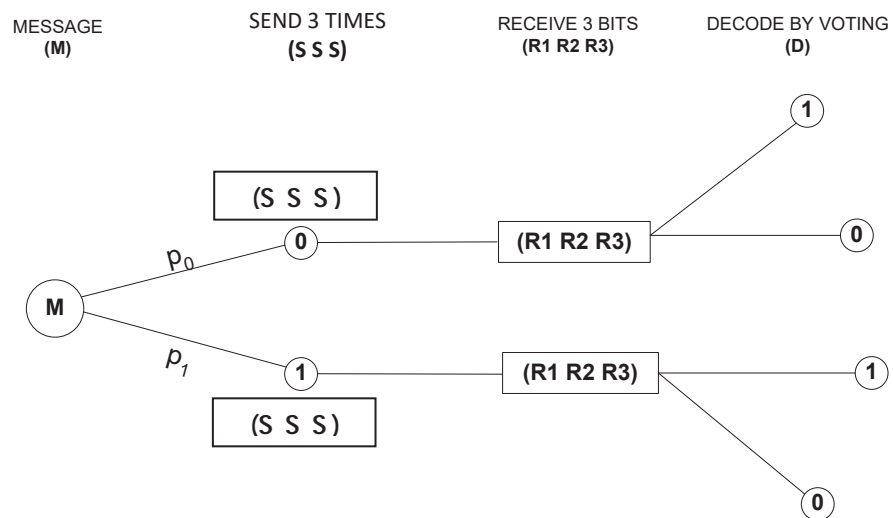 MESSAGE
(M)
SEND 3 TIMES
(S S S)
RECEIVE 3 BITS
(R1 R2 R3)
DECODE BY VOTING
(D)
1
(S S S)
0
(R1 R2 R3)
0
p0
M
p1
1
(R1 R2 R3)
1
(S S S)
0